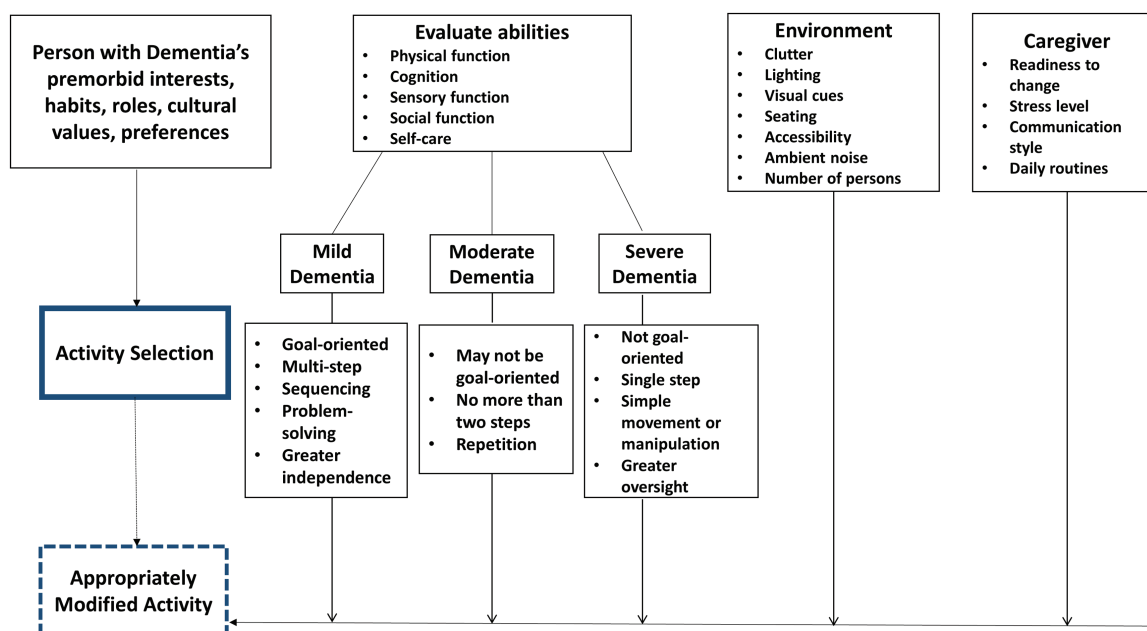 Person with Dementia’s
premorbid interests,
habits, roles, cultural
values, preferences
Evaluate abilities
• Physical function
• Cognition
• Sensory function
• Social function
• Self-care
Environment
• Clutter
• Lighting
• Visual cues
• Seating
• Accessibility
• Ambient noise
• Number of persons
Caregiver
• Readiness to
change
• Stress level
• Communication
style
• Daily routines
Mild
Dementia
Moderate
Dementia
Severe
Dementia
Activity Selection
• Goal-oriented
• Multi-step
• Sequencing
• Problem-
solving
• Greater
independence
• May not be
goal-oriented
• No more than
two steps
• Repetition
• Not goal-
oriented
• Single step
• Simple
movement or
manipulation
• Greater
oversight
Appropriately
Modified Activity